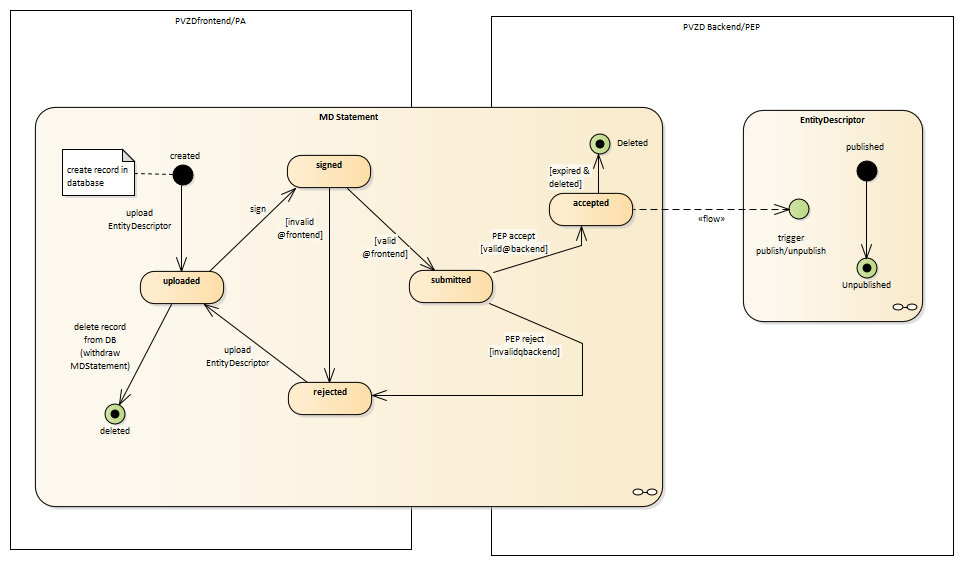 PVZDfrontend/PA
PVZD Backend/PEP
MD Statement
EntityDescriptor
create record in
database
created
signed
[expired &
deleted]
Deleted
published
accepted
upload
EntityDescriptor
sign
[invalid
@frontend]
[valid
@frontend]
PEP accept
[valid@backend]
«flow»
trigger
publish/unpublish
uploaded
submitted
Unpublished
delete record
from DB
(withdraw
MDStatement)
upload
EntityDescriptor
PEP reject
[invalidqbackend]
rejected
deleted